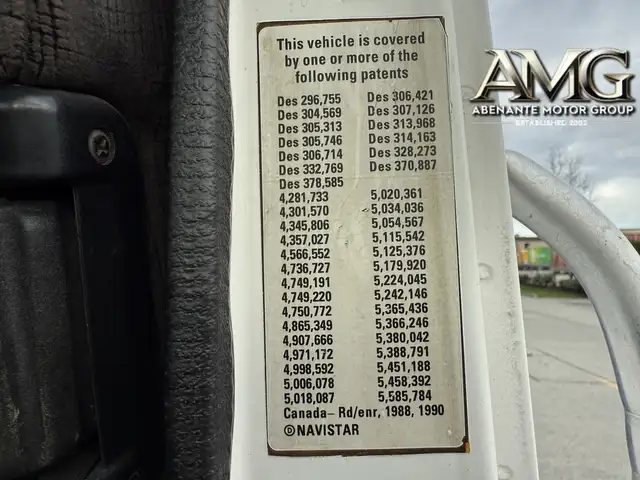 This vehicle is covered
by one or more of the
following patents
Des 296,755 Des 306,421
Des 304,569 Des 307,126
Des 305,313 Des 313,968
Des 305,746 Des 314,163
Des 306,714 Des 328,273
Des 332,769 Des 370,887
Des 378,585
4,281,733 5,020,361
4,301,570 5,034,036
4,345,806 5,054,567
4,357,027 5,115,542
4,566,552 5,125,376
4,736,727 5,179,920
4,749,191 5,224,045
4,749,220 5,242,146
4,750,772 5,365,436
4,865,349 5,366,246
4,907,666 5,380,042
4,971,172 5,388,791
4,998,592 5,451,188
5,006,078 5,458,392
5,018,087 5,585,784
Canada– Rd/enr, 1988, 1990
NAVISTAR
AMG
ABENANTE MOTOR GROUP
ESTABLISHED 2002